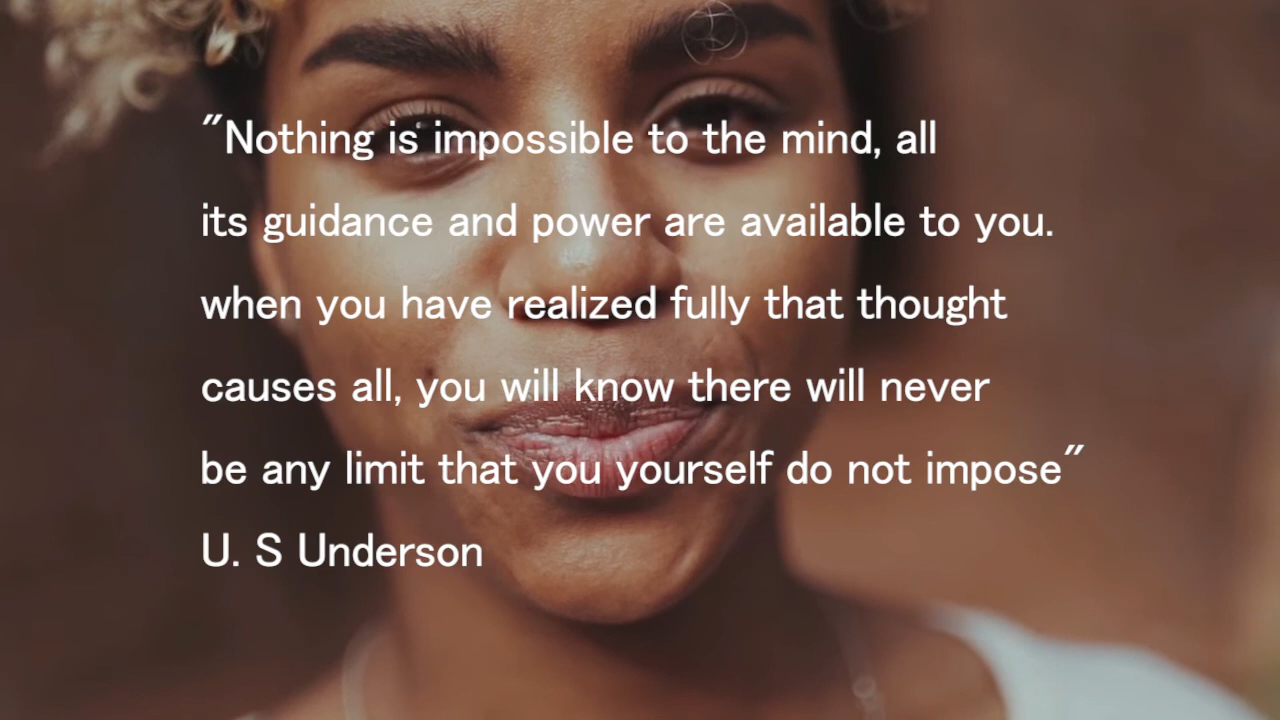 "Nothing is impossible to the mind, all
its guidance and power are available to you.
when you have realized fully that thought
causes all, you will know there will never
be any limit that you yourself do not impose"
U. S Underson